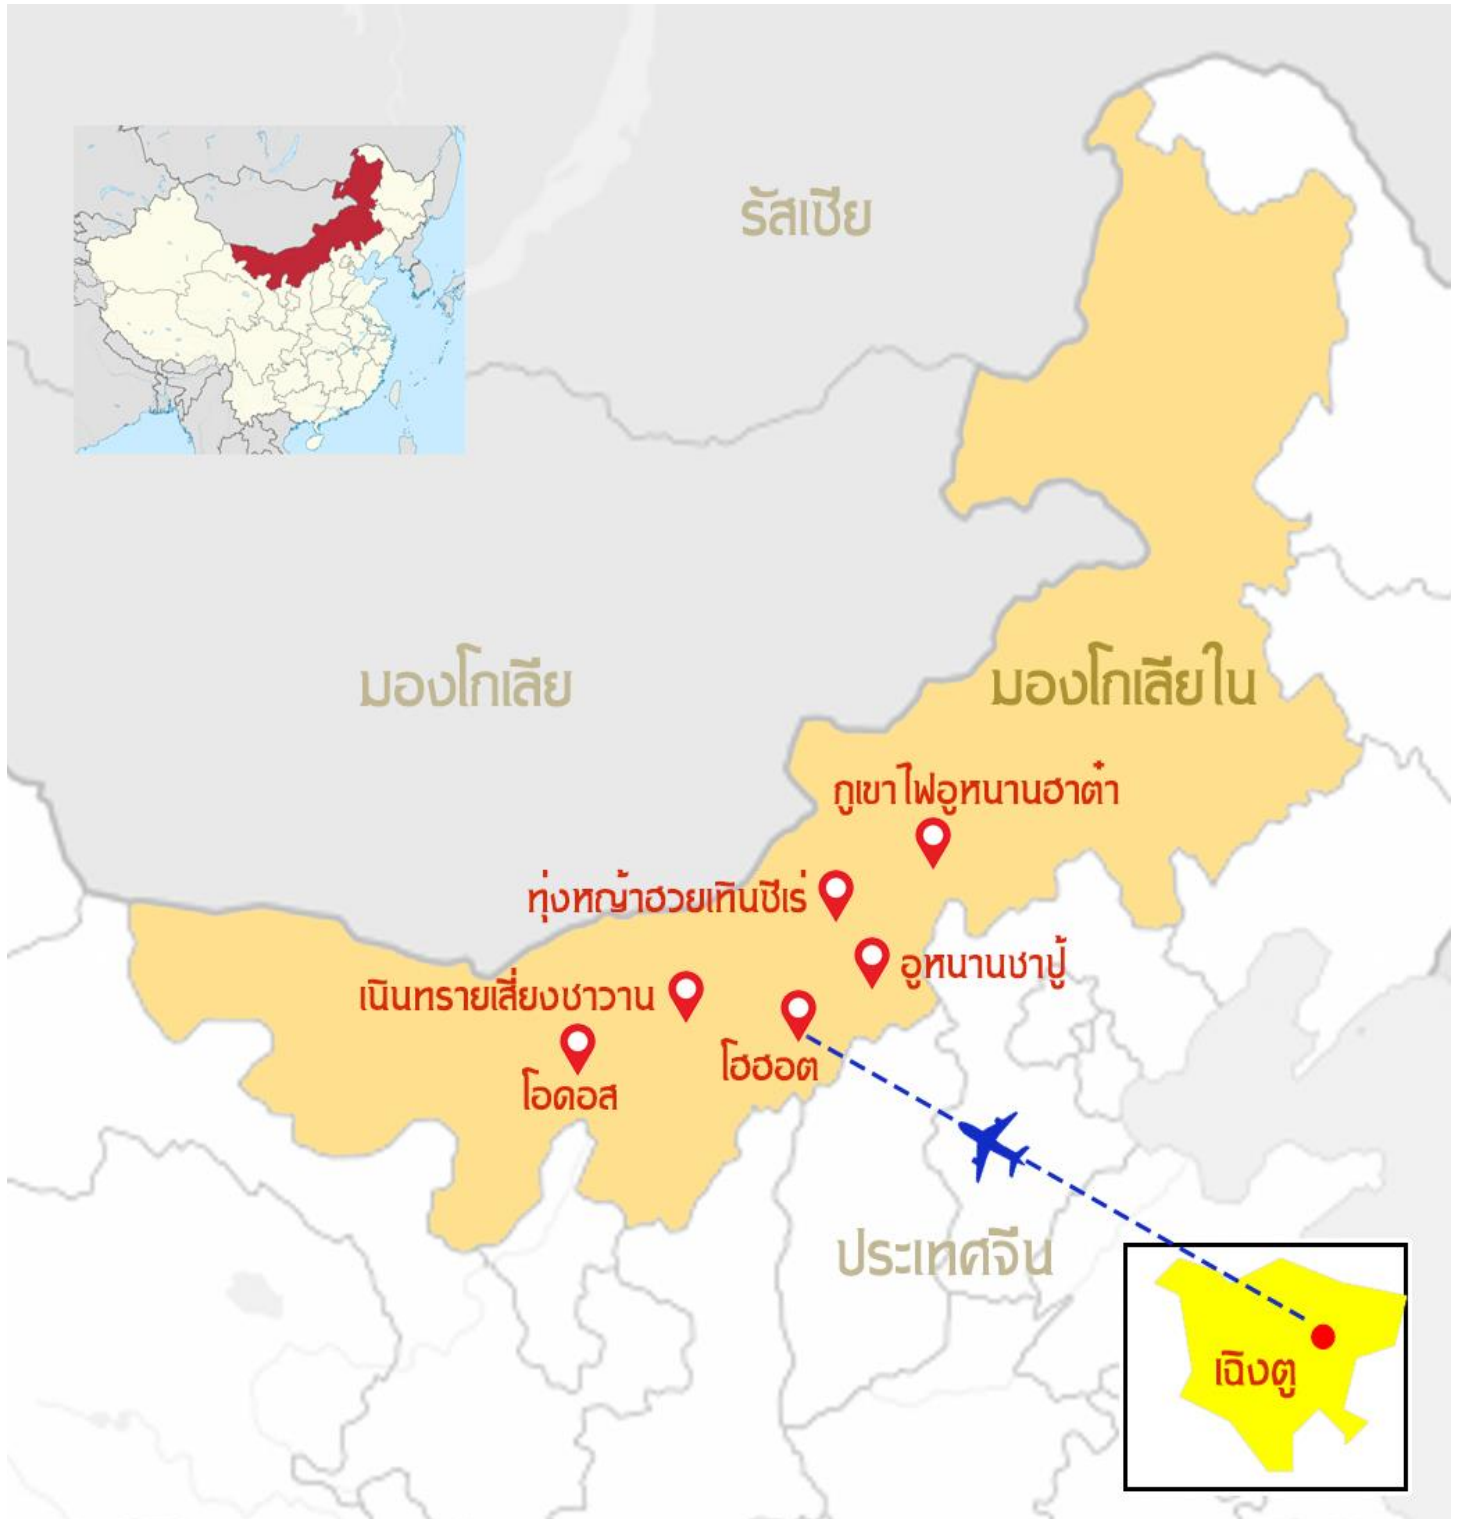 รัสเซีย
มองโกเลีย
มองโกเลียใน
ภูเขาไฟอูหนานฮาต๋า
ทุ่งหญ้าฮวยเทินซีเร่
อูหนานชาปู้
เนินทรายเสี่ยงชาวาน
โฮฮอต
โอดอส
ประเทศจีน
เฉิงตู